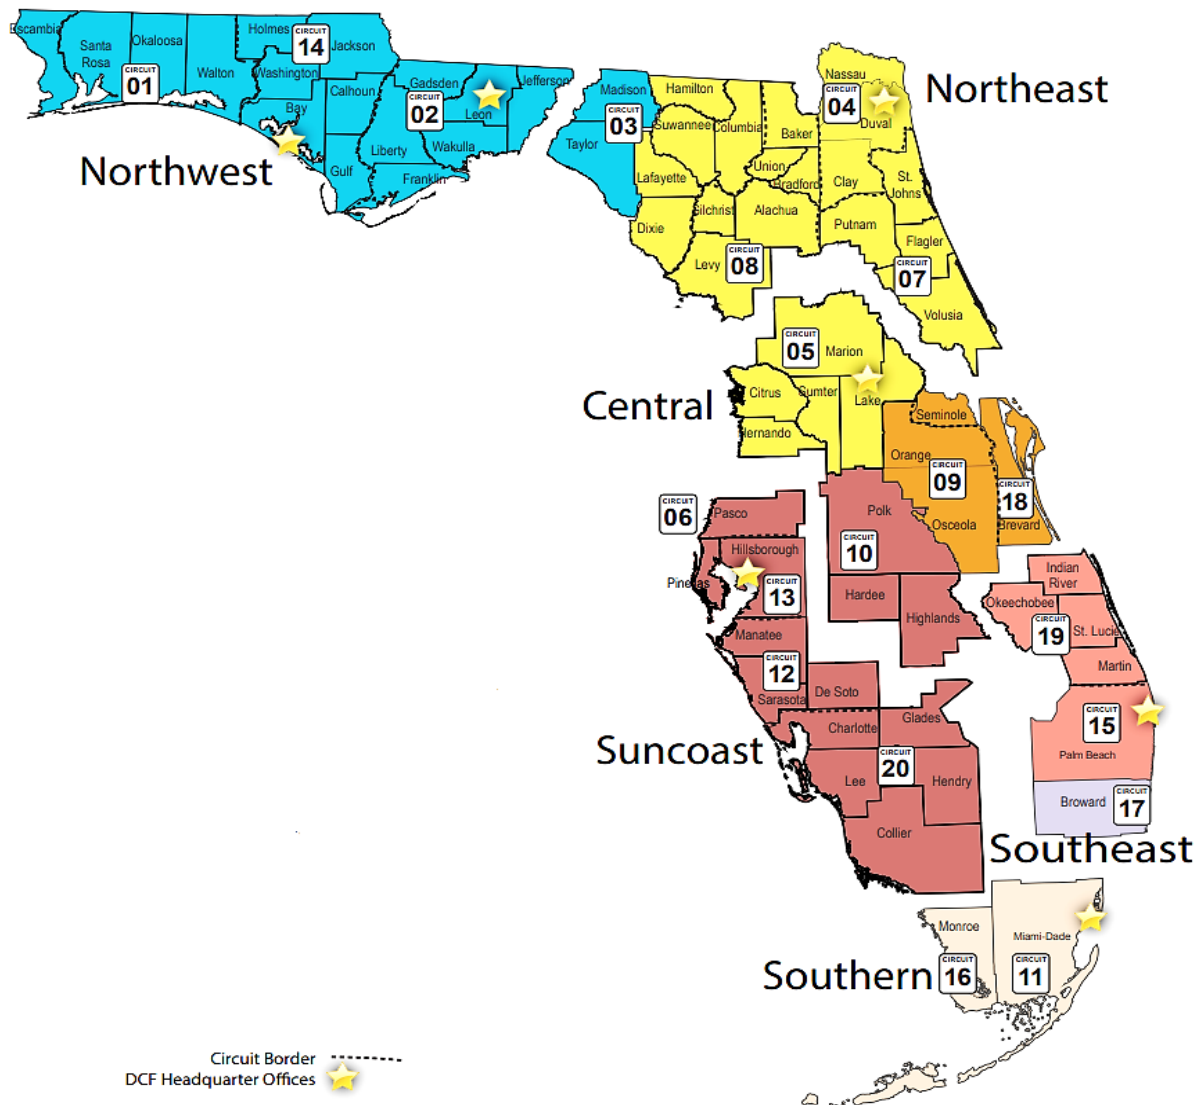 Escambia
Santa
Rosa
Okaloosa
Walton
Holmes
Jackson
Washington
Bay
Calhoun
Gulf
Liberty
Gadsden
Leon
Wakulla
Franklin
Jefferson
CIRCUIT
01
CIRCUIT
14
CIRCUIT
02
Northwest
Madison
Taylor
CIRCUIT
03
Hamilton
Suwannee
Columbia
Lafayette
Dixie
Gilchrist
Levy
Alachua
Union
Bradford
Baker
Nassau
Duval
Clay
St.
Johns
Putnam
Flagler
Volusia
CIRCUIT
04
CIRCUIT
08
CIRCUIT
07
Northeast
CIRCUIT
05
Marion
Citrus
Sumter
Lake
Hernando
Central
Seminole
Orange
CIRCUIT
09
Osceola
CIRCUIT
18
Brevard
CIRCUIT
06
Pasco
Polk
CIRCUIT
10
Hillsborough
Pinellas
CIRCUIT
13
Hardee
Highlands
Manatee
CIRCUIT
12
Sarasota
De Soto
Charlotte
Glades
CIRCUIT
20
Lee
Hendry
Collier
Suncoast
Indian
River
Okeechobee
CIRCUIT
19
St. Lucie
Martin
CIRCUIT
15
Palm Beach
Broward
CIRCUIT
17
Southeast
Monroe
Miami-Dade
CIRCUIT
16
CIRCUIT
11
Southern
Circuit Border
DCF Headquarter Offices